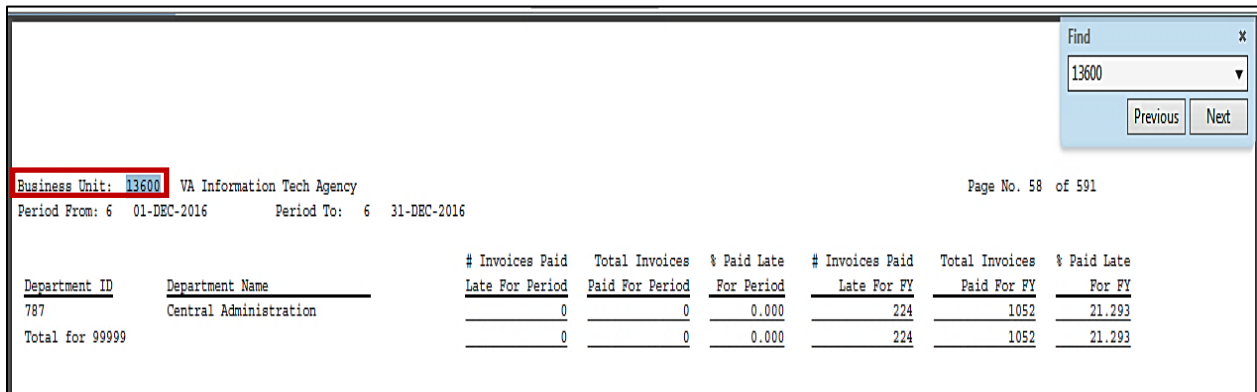 Find x
13600
Previous Next
Business Unit: 13600 VA Information Tech Agency Page No. 58 of 591
Period From: 6 01-DEC-2016 Period To: 6 31-DEC-2016
# Invoices Paid Total Invoices % Paid Late # Invoices Paid Total Invoices % Paid Late
Department ID Department Name Late For Period Paid For Period For Period Late For FY Paid For FY For FY
787 Central Administration 0 0 0.000 224 1052 21.293
Total for 99999 0 0 0.000 224 1052 21.293